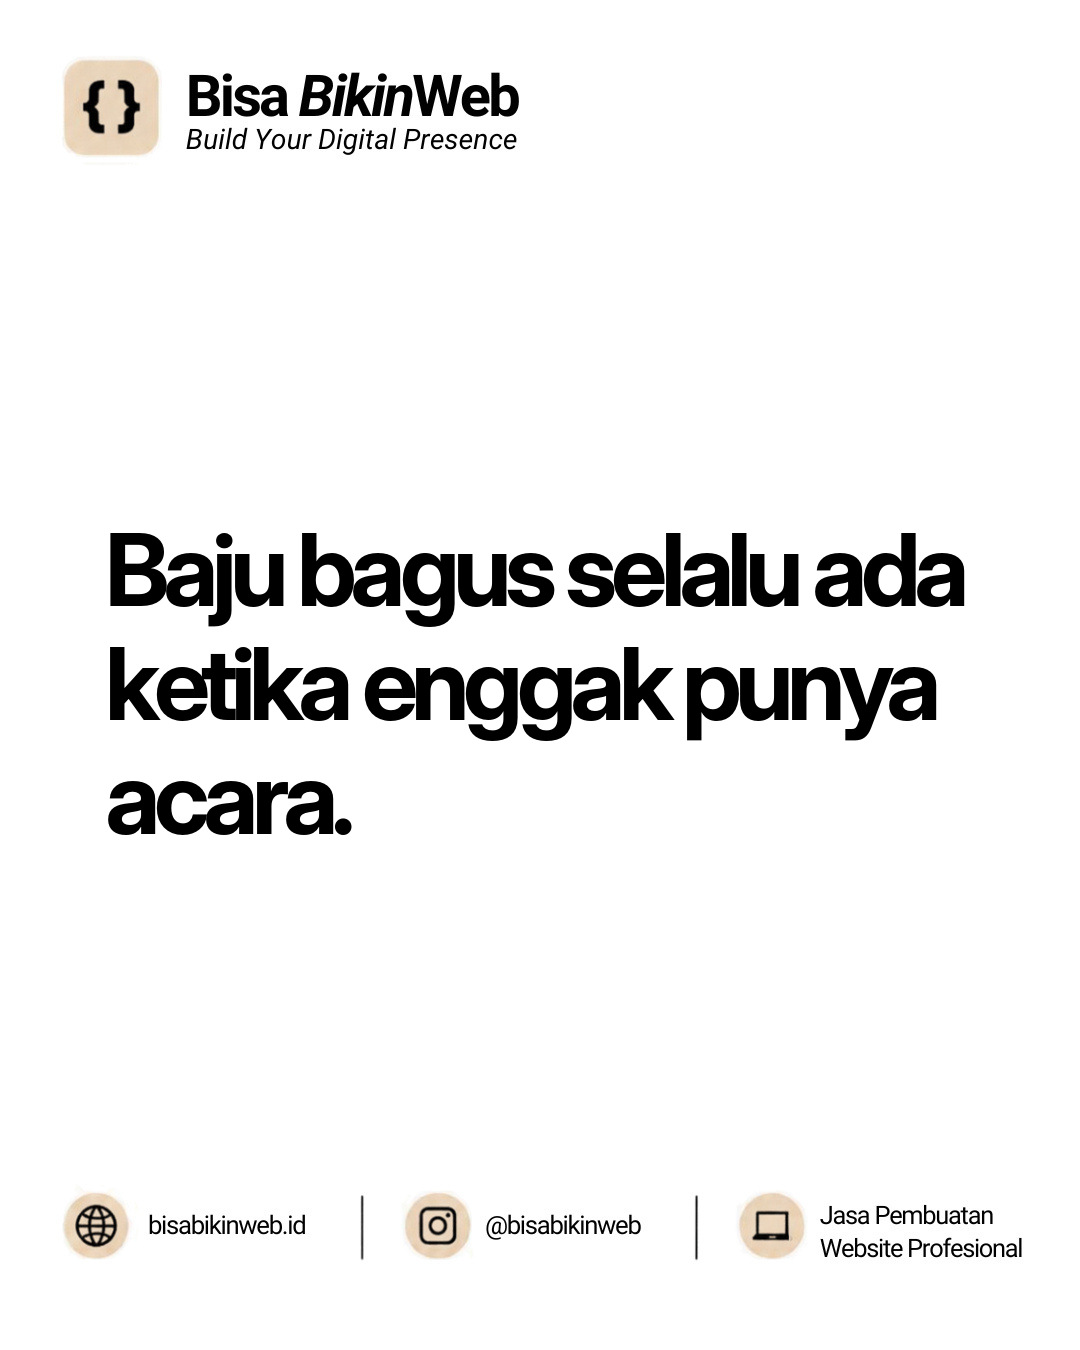 { }
Bisa BikinWeb
Build Your Digital Presence
Baju bagus selalu ada
ketika enggak punya
acara.
bisabikinweb.id
@bisabikinweb
Jasa Pembuatan
Website Profesional